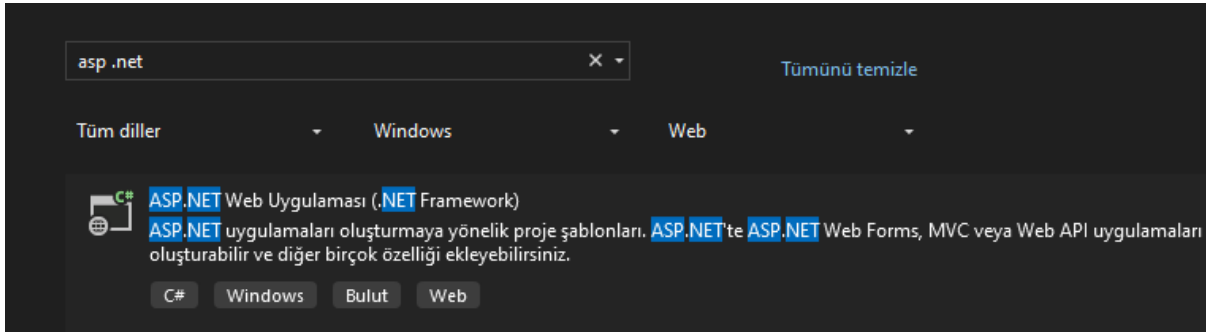 asp .net
Tümünü temizle
Tüm diller Windows Web
C#
ASP.NET Web Uygulaması (.NET Framework)
ASP.NET uygulamaları oluşturmaya yönelik proje şablonları. ASP.NET'te ASP.NET Web Forms, MVC veya Web API uygulamaları
oluşturabilir ve diğer birçok özelliği ekleyebilirsiniz.
C# Windows Bulut Web